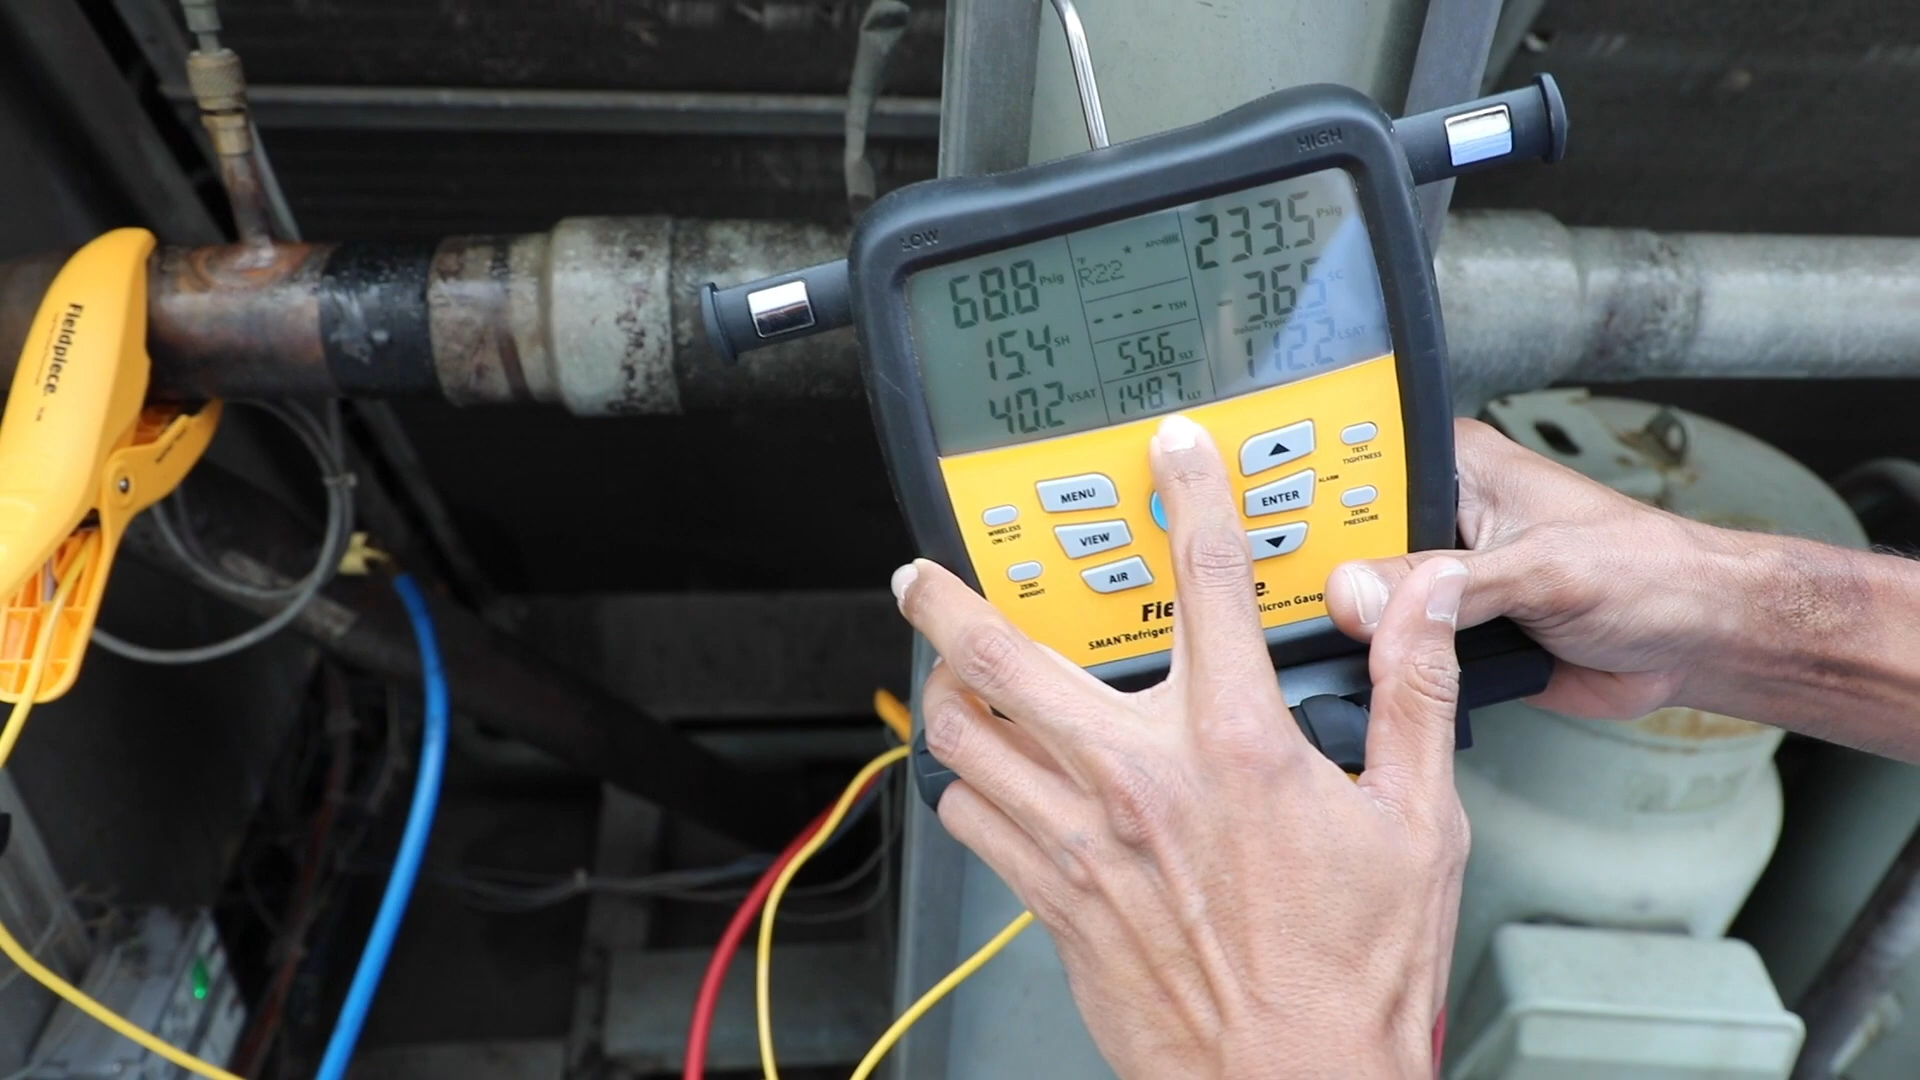 Fieldpiece
LOW
HIGH
68.8 Psig
15.4 SH
40.2 VSAT
°F
R22
---- TSH
55.6 SLT
148.7 LLT
233.5 Psig
-36.5 SC
112.2 LSAT
MENU
VIEW
AIR
ENTER
WIRELESS
ON / OFF
ZERO
WEIGHT
TEST
TIGHTNESS
ALARM
ZERO
PRESSURE
SMAN